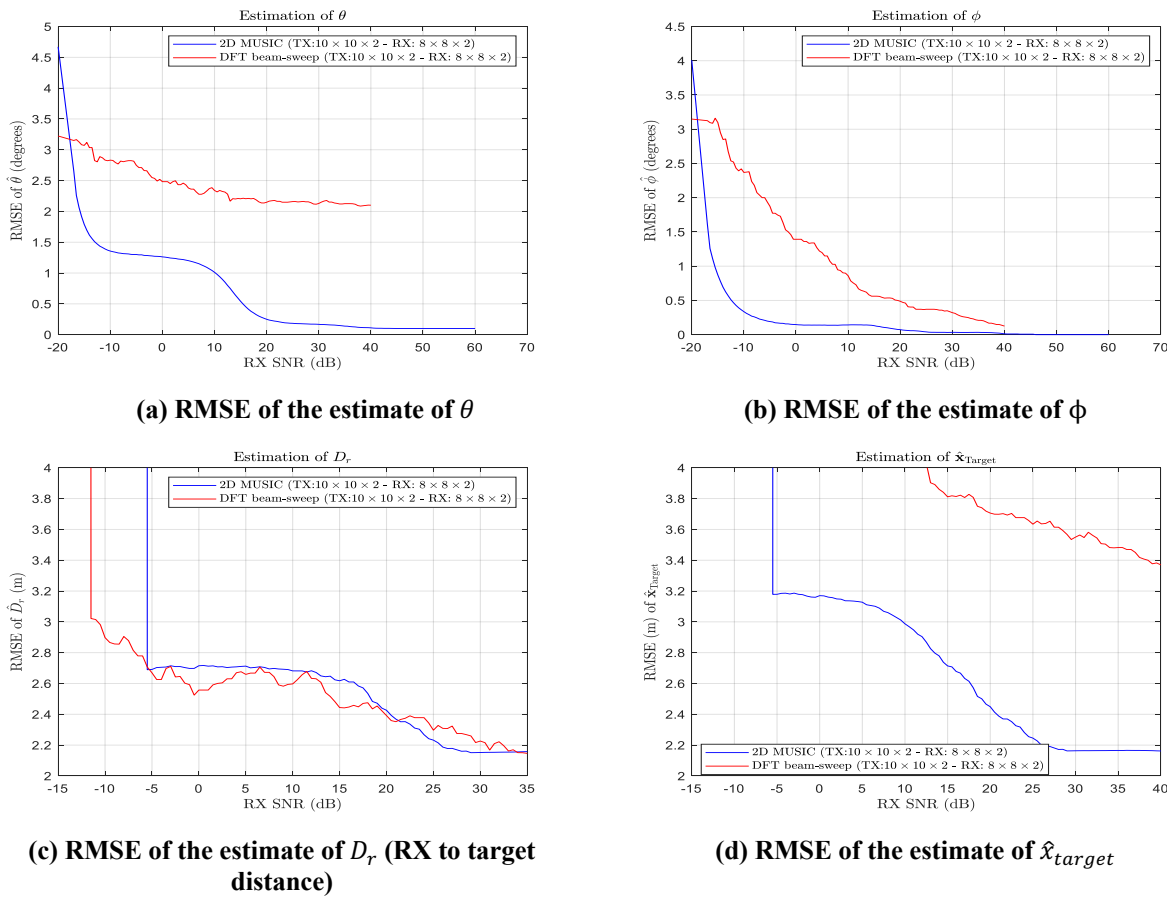 Estimation of θ
2D MUSIC (TX:10 × 10 × 2 - RX: 8 × 8 × 2)
DFT beam-sweep (TX:10 × 10 × 2 - RX: 8 × 8 × 2)
RMSE of θ̂ (degrees)
5
4.5
4
3.5
3
2.5
2
1.5
1
0.5
0
-20 -10 0 10 20 30 40 50 60 70
RX SNR (dB)
(a) RMSE of the estimate of θ
Estimation of ϕ
2D MUSIC (TX:10 × 10 × 2 - RX: 8 × 8 × 2)
DFT beam-sweep (TX:10 × 10 × 2 - RX: 8 × 8 × 2)
RMSE of ϕ̂ (degrees)
4.5
4
3.5
3
2.5
2
1.5
1
0.5
0
-20 -10 0 10 20 30 40 50 60 70
RX SNR (dB)
(b) RMSE of the estimate of ϕ
Estimation of D_r
2D MUSIC (TX:10 × 10 × 2 - RX: 8 × 8 × 2)
DFT beam-sweep (TX:10 × 10 × 2 - RX: 8 × 8 × 2)
RMSE of D̂_r (m)
4
3.8
3.6
3.4
3.2
3
2.8
2.6
2.4
2.2
2
-15 -10 -5 0 5 10 15 20 25 30 35
RX SNR (dB)
(c) RMSE of the estimate of D_r (RX to target
distance)
Estimation of x̂_Target
RMSE (m) of x̂_Target
4
3.8
3.6
3.4
3.2
3
2.8
2.6
2.4
2.2
2
2D MUSIC (TX:10 × 10 × 2 - RX: 8 × 8 × 2)
DFT beam-sweep (TX:10 × 10 × 2 - RX: 8 × 8 × 2)
-15 -10 -5 0 5 10 15 20 25 30 35 40
RX SNR (dB)
(d) RMSE of the estimate of x̂_target